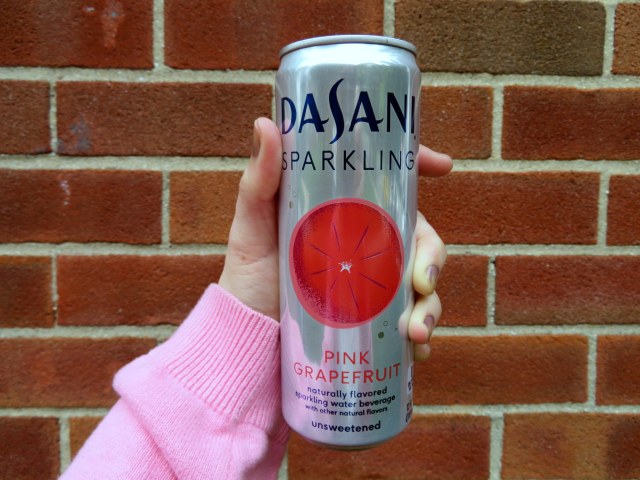 DASANI
SPARKLING
PINK
GRAPEFRUIT
naturally flavored
sparkling water beverage
with other natural flavors
unsweetened